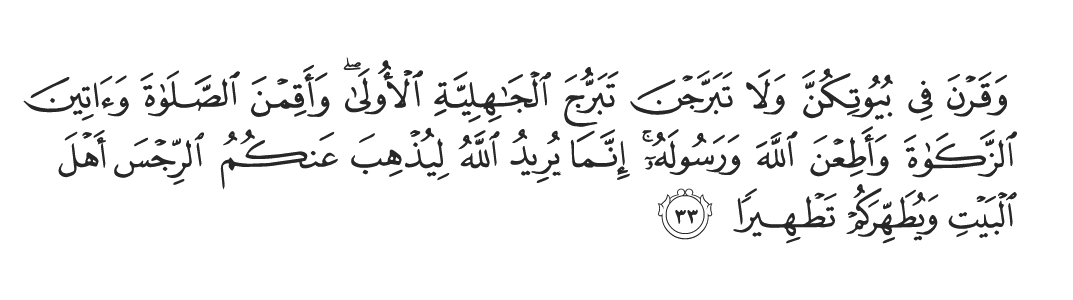 وَقَرْنَ فِى بُيُوتِكُنَّ وَلَا تَبَرَّجْنَ تَبَرُّجَ ٱلْجَـٰهِلِيَّةِ ٱلْأُولَىٰ ۖ وَأَقِمْنَ ٱلصَّلَوٰةَ وَءَاتِينَ
ٱلزَّكَوٰةَ وَأَطِعْنَ ٱللَّهَ وَرَسُولَهُۥٓ ۚ إِنَّمَا يُرِيدُ ٱللَّهُ لِيُذْهِبَ عَنكُمُ ٱلرِّجْسَ أَهْلَ
ٱلْبَيْتِ وَيُطَهِّرَكُمْ تَطْهِيرًا ٣٣